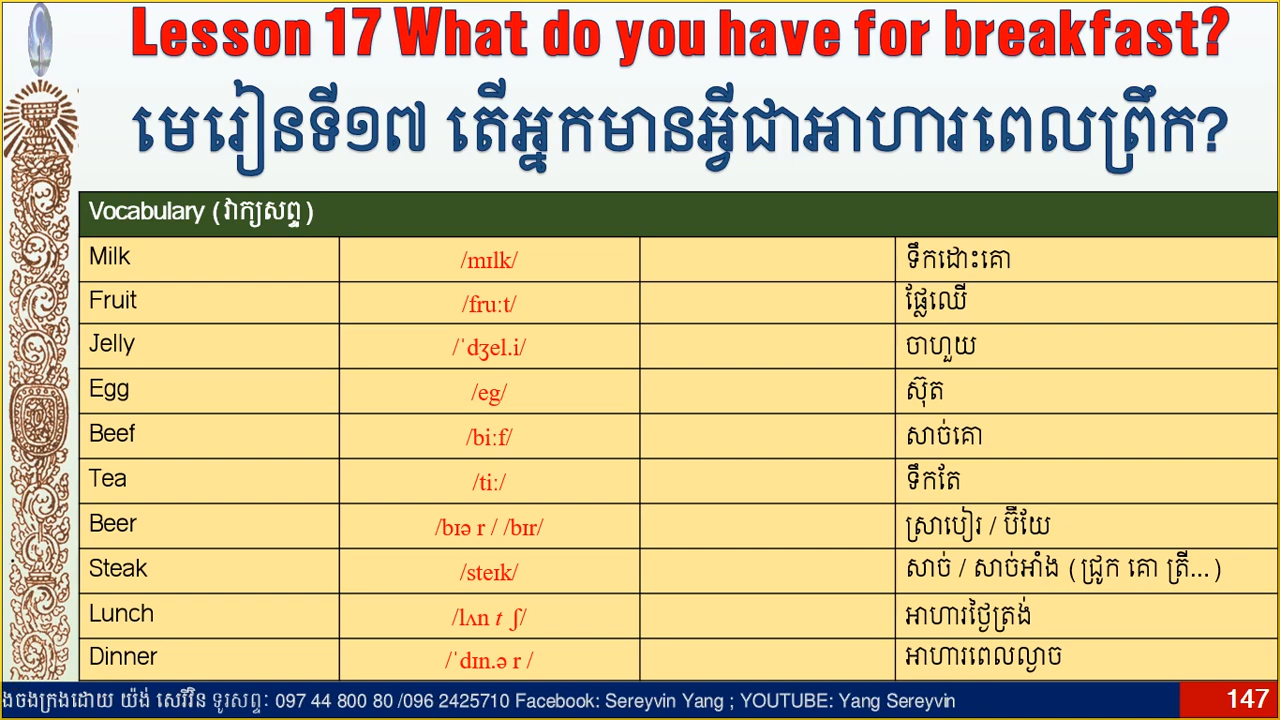 Lesson 17 What do you have for breakfast?
មេរៀនទី១៧ តើអ្នកមានអ្វីជាអាហារពេលព្រឹក?
Vocabulary (វាក្យសព្ទ)
Milk /mɪlk/ ទឹកដោះគោ
Fruit /fruːt/ ផ្លែឈើ
Jelly /ˈdʒel.i/ ចាហួយ
Egg /eg/ ស៊ុត
Beef /biːf/ សាច់គោ
Tea /tiː/ ទឹកតែ
Beer /bɪə r / /bɪr/ ស្រាបៀរ / ប៊ីយែ
Steak /steɪk/ សាច់ / សាច់អាំង (ជ្រូក គោ ត្រី...)
Lunch /lʌn t ʃ/ អាហារថ្ងៃត្រង់
Dinner /ˈdɪn.ə r / អាហារពេលល្ងាច
ងចងក្រងដោយ យ៉ង់ សេរីវិន ទូរសព្ទ: 097 44 800 80 /096 2425710 Facebook: Sereyvin Yang ; YOUTUBE: Yang Sereyvin 147